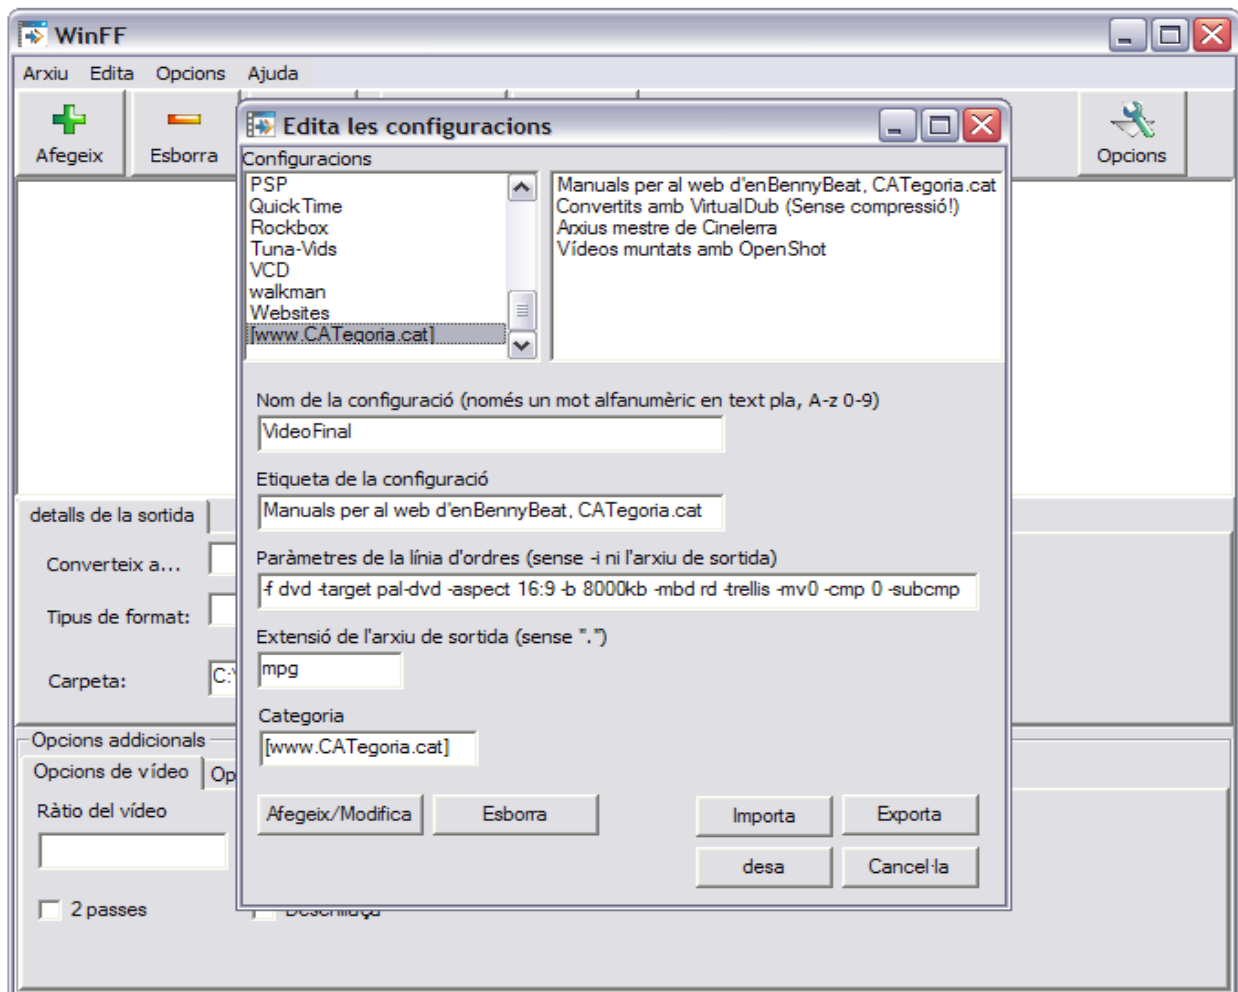 WinFF
Arxiu Edita Opcions Ajuda
Afegeix Esborra Opcions
Edita les configuracions
Configuracions
PSP
QuickTime
Rockbox
Tuna-Vids
VCD
walkman
Websites
[www.CATegoria.cat]
Manuals per al web d'enBennyBeat, CATegoria.cat
Convertits amb VirtualDub (Sense compressió!)
Arxius mestre de Cinelerra
Vídeos muntats amb OpenShot
Nom de la configuració (només un mot alfanumèric en text pla, A-z 0-9)
VideoFinal
Etiqueta de la configuració
Manuals per al web d'enBennyBeat, CATegoria.cat
Paràmetres de la línia d'ordres (sense -i ni l'arxiu de sortida)
-f dvd -target pal-dvd -aspect 16:9 -b 8000kb -mbd rd -trellis -mv0 -cmp 0 -subcmp
Extensió de l'arxiu de sortida (sense ".")
mpg
Categoria
[www.CATegoria.cat]
Afegeix/Modifica Esborra Importa Exporta
desa Cancel·la
detalls de la sortida
Converteix a...
Tipus de format:
Carpeta: C:\
Opcions addicionals
Opcions de vídeo Op
Ràtio del vídeo
2 passes